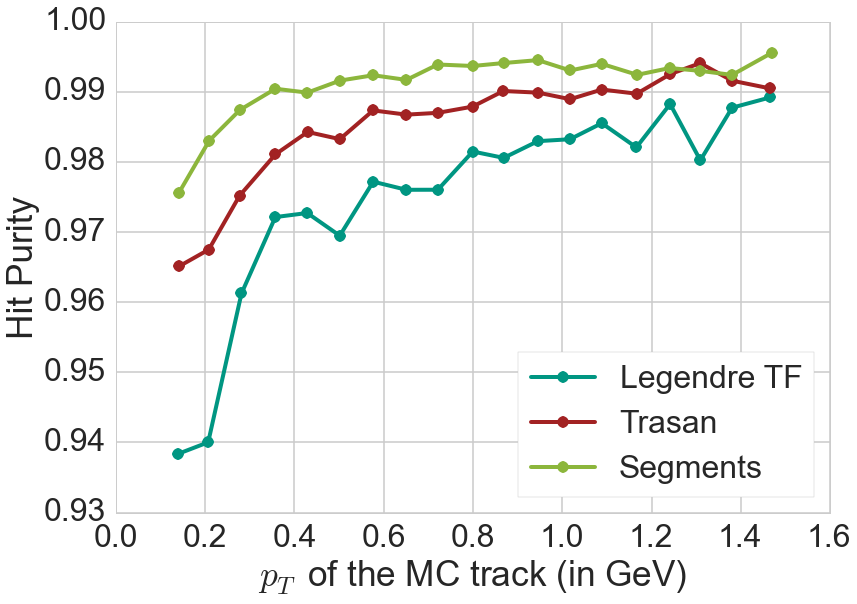 1.00
0.99
0.98
0.97
0.96
0.95
0.94
0.93
Hit Purity
Legendre TF
Trasan
Segments
0.0 0.2 0.4 0.6 0.8 1.0 1.2 1.4 1.6
p_T of the MC track (in GeV)